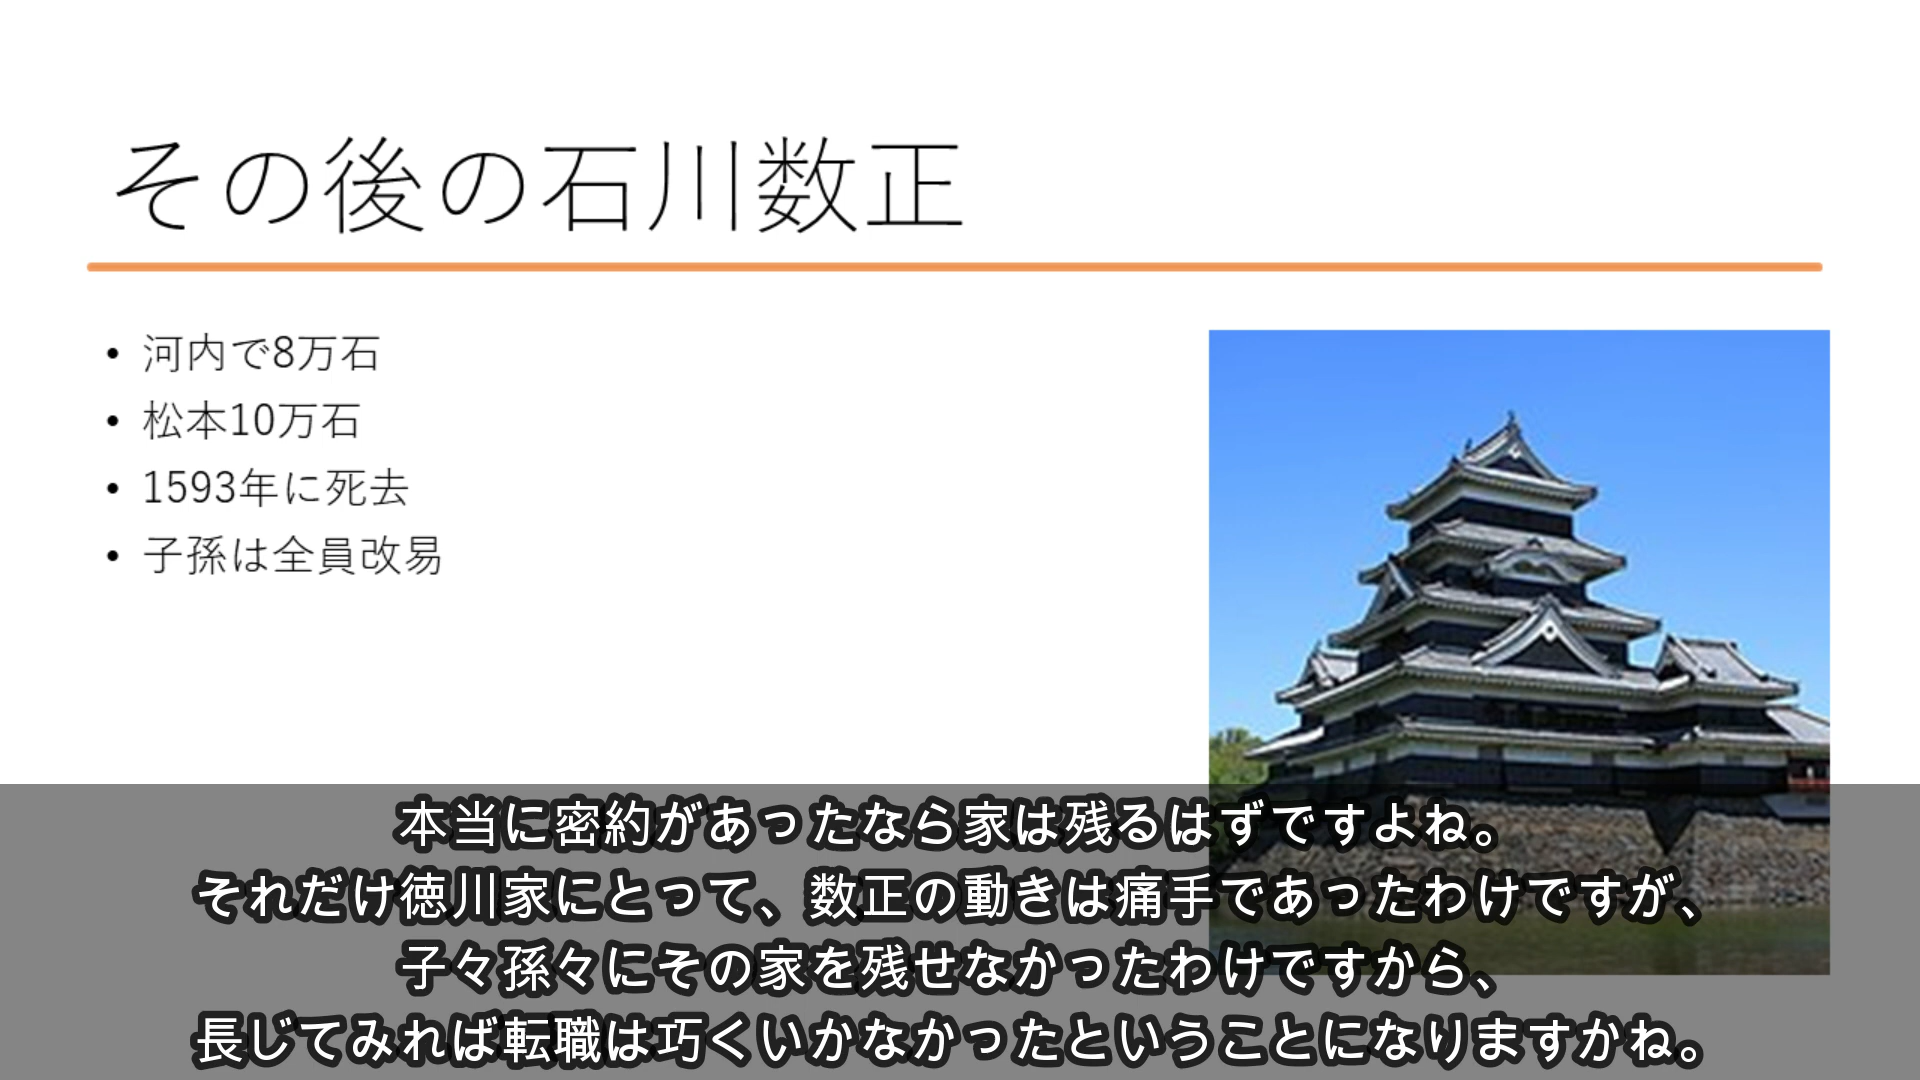 その後の石川数正
• 河内で8万石
• 松本10万石
• 1593年に死去
• 子孫は全員改易
本当に密約があったなら家は残るはずですよね。
それだけ徳川家にとって、数正の動きは痛手であったわけですが、
子々孫々にその家を残せなかったわけですから、
長じてみれば転職は巧くいかなかったということになりますかね。